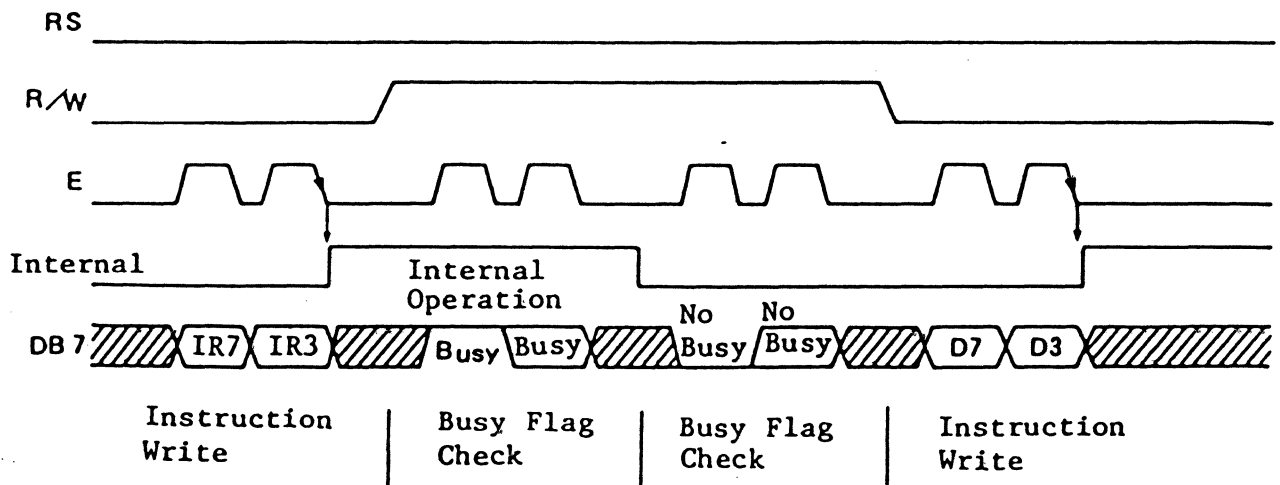 RS
R/W
E
Internal
Internal
Operation
DB 7
IR7
IR3
Busy
Busy
No
Busy
No
Busy
D7
D3
Instruction
Write
Busy Flag
Check
Busy Flag
Check
Instruction
Write